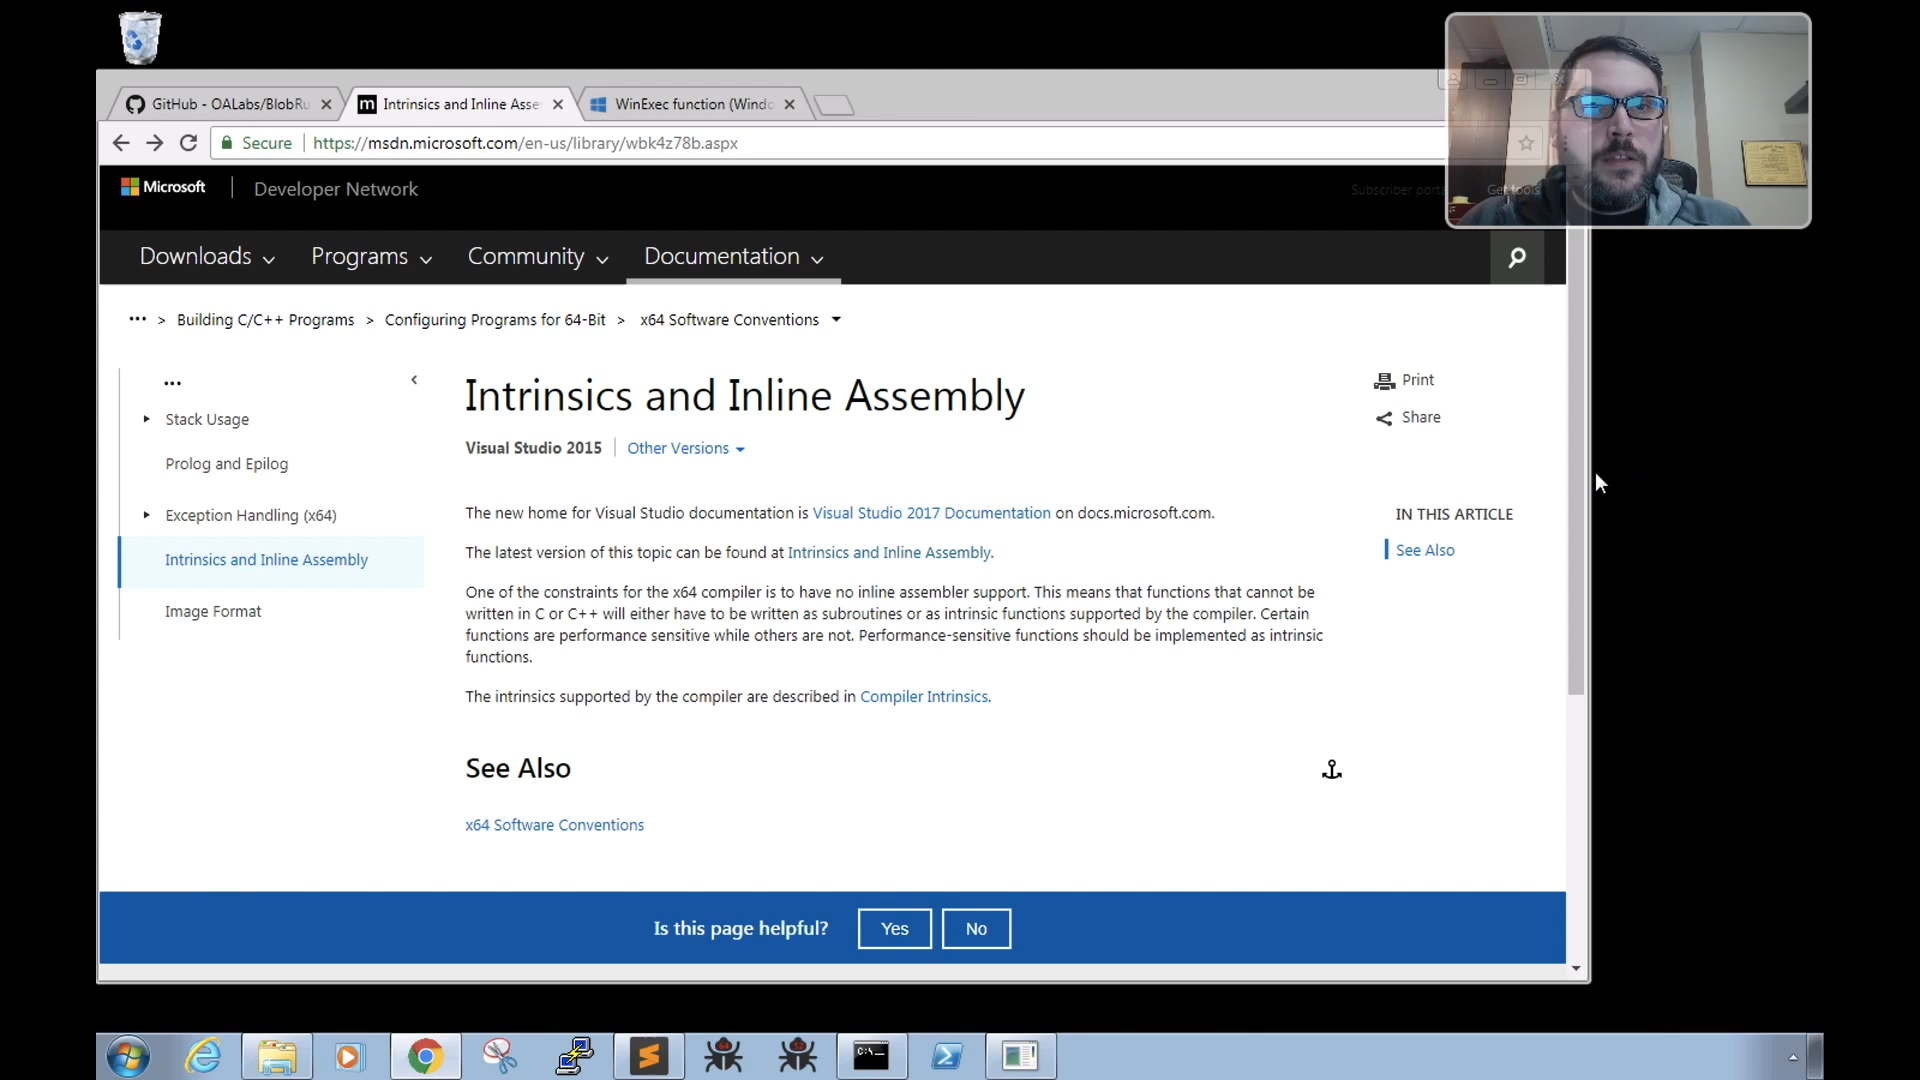 GitHub - OALabs/BlobRu
Intrinsics and Inline Asse
WinExec function (Windo
Secure
https://msdn.microsoft.com/en-us/library/wbk4z78b.aspx
Microsoft
Developer Network
Subscriber porta
Get tools
Downloads
Programs
Community
Documentation
... > Building C/C++ Programs > Configuring Programs for 64-Bit > x64 Software Conventions
...
Stack Usage
Prolog and Epilog
Exception Handling (x64)
Intrinsics and Inline Assembly
Image Format
Intrinsics and Inline Assembly
Visual Studio 2015
Other Versions
The new home for Visual Studio documentation is Visual Studio 2017 Documentation on docs.microsoft.com.
The latest version of this topic can be found at Intrinsics and Inline Assembly.
One of the constraints for the x64 compiler is to have no inline assembler support. This means that functions that cannot be
written in C or C++ will either have to be written as subroutines or as intrinsic functions supported by the compiler. Certain
functions are performance sensitive while others are not. Performance-sensitive functions should be implemented as intrinsic
functions.
The intrinsics supported by the compiler are described in Compiler Intrinsics.
See Also
x64 Software Conventions
Print
Share
IN THIS ARTICLE
See Also
Is this page helpful?
Yes
No
C:\_